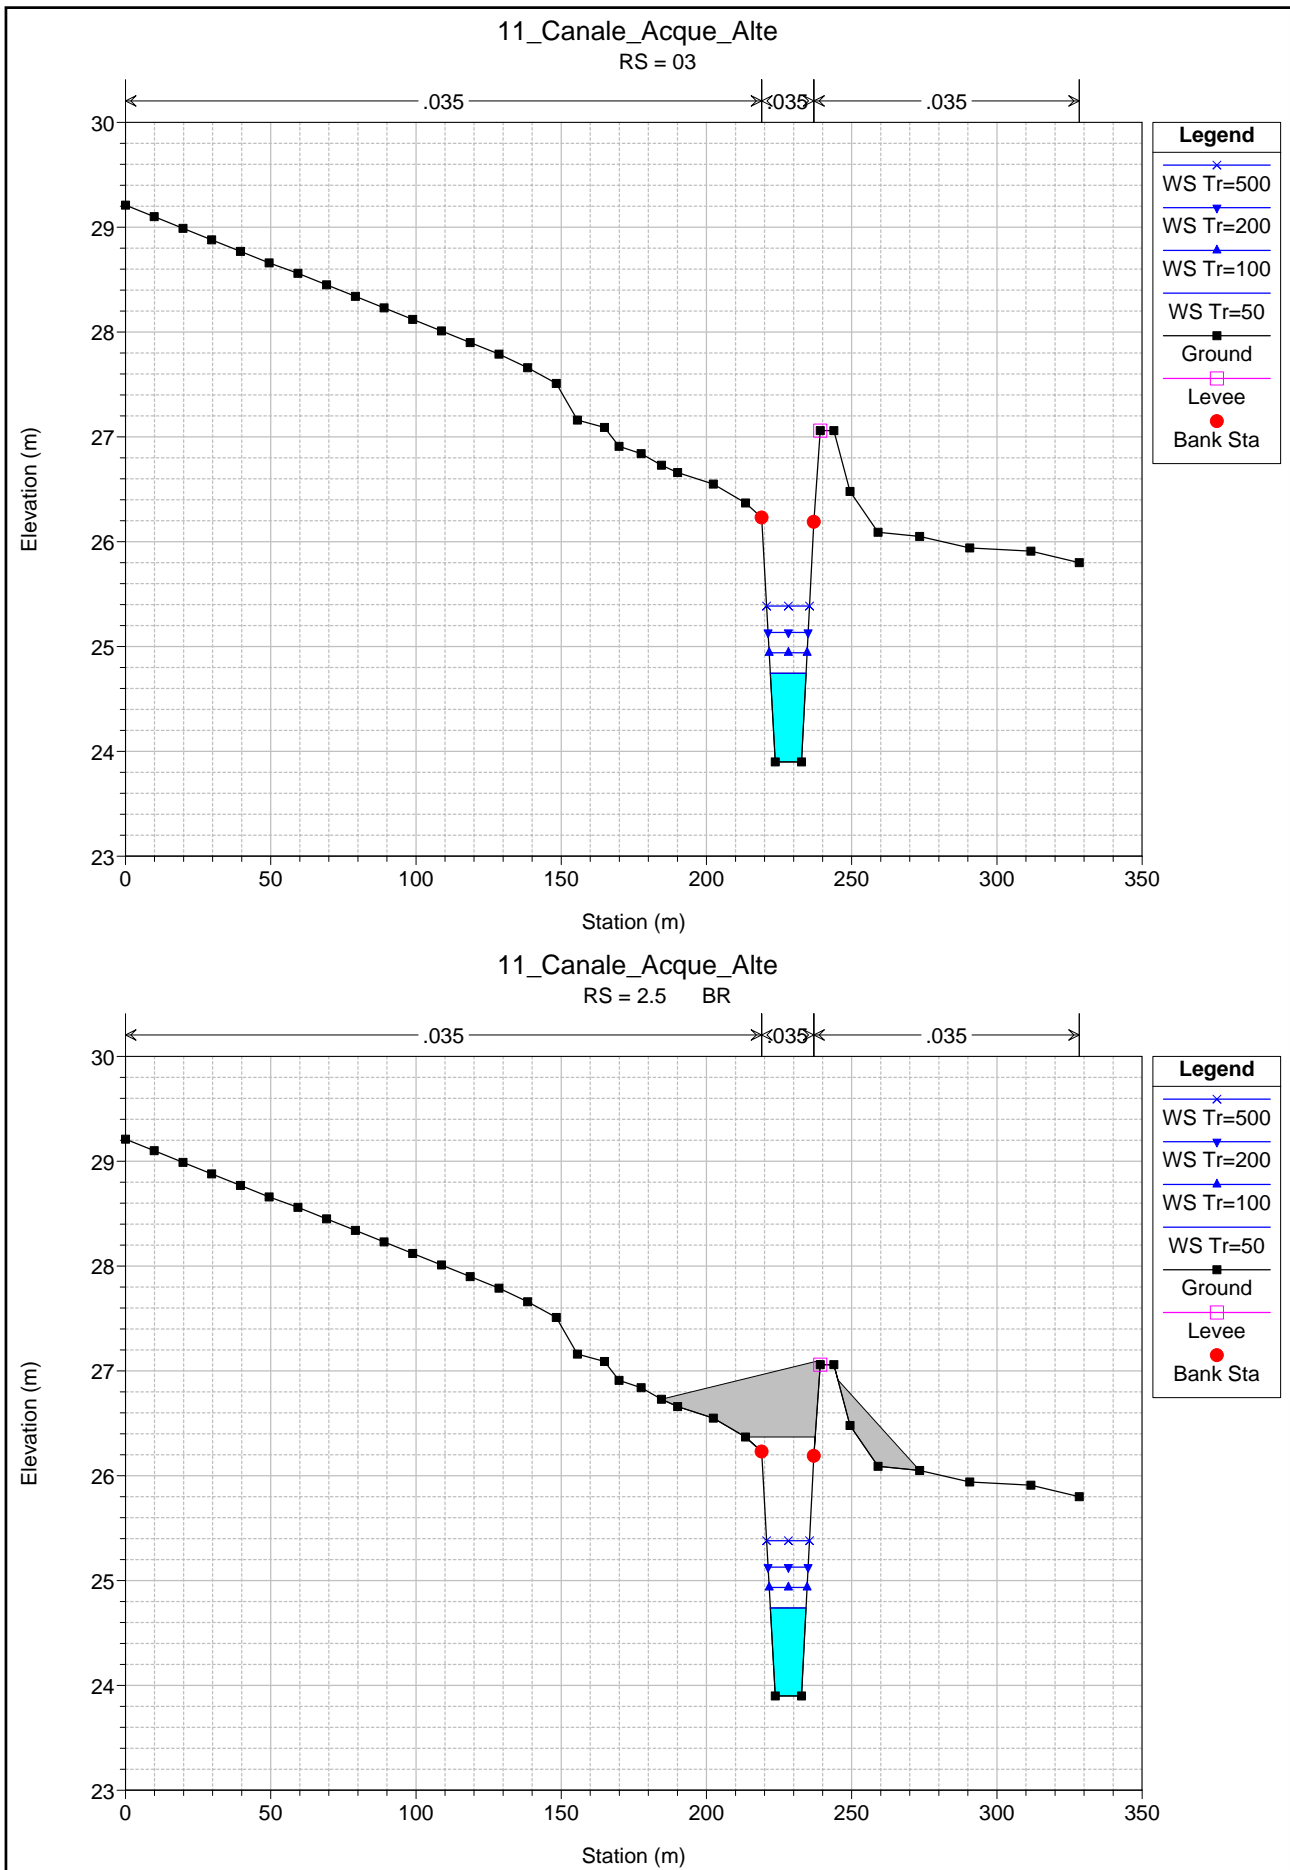 11_Canale_Acque_Alte
RS = 03
.035 .035 .035
30
29
28
27
26
25
24
23
Elevation (m)
0 50 100 150 200 250 300 350
Station (m)
Legend
WS Tr=500
WS Tr=200
WS Tr=100
WS Tr=50
Ground
Levee
Bank Sta
11_Canale_Acque_Alte
RS = 2.5 BR
.035 .035 .035
30
29
28
27
26
25
24
23
Elevation (m)
0 50 100 150 200 250 300 350
Station (m)
Legend
WS Tr=500
WS Tr=200
WS Tr=100
WS Tr=50
Ground
Levee
Bank Sta